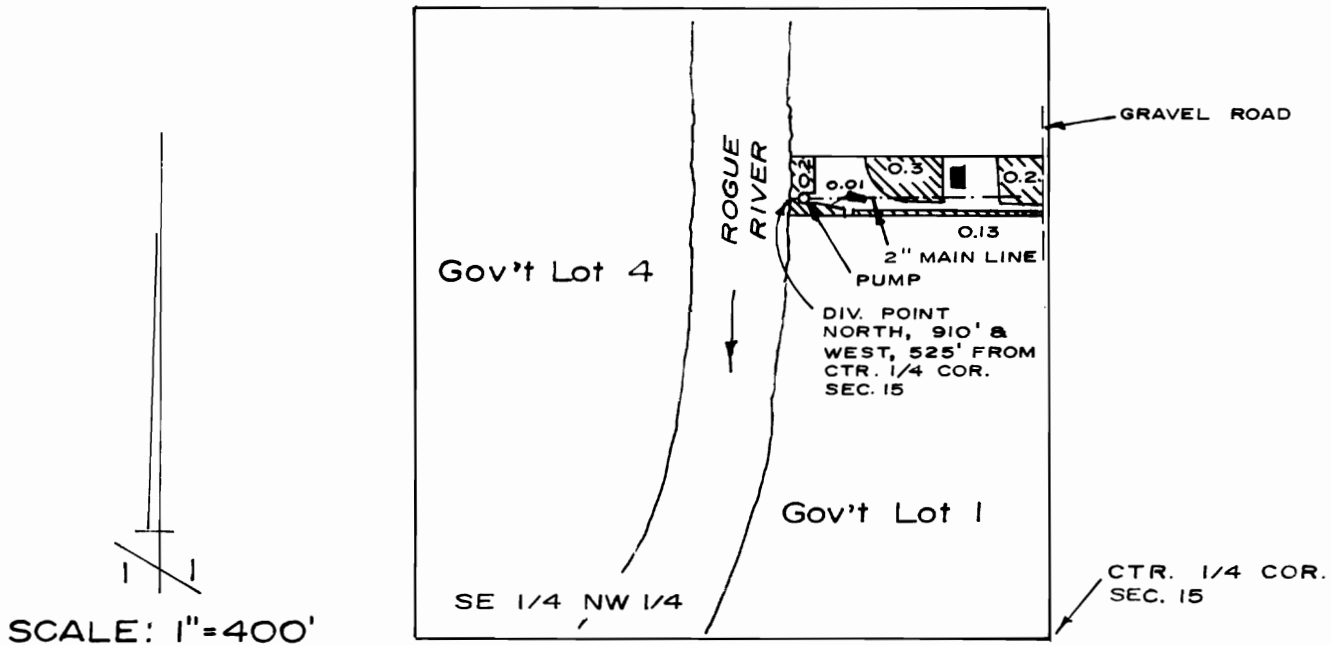 GRAVEL ROAD
ROGUE
RIVER
0.2
0.3
0.2
0.01
0.13
2" MAIN LINE
PUMP
Gov't Lot 4
DIV. POINT
NORTH, 910' &
WEST, 525' FROM
CTR. 1/4 COR.
SEC. 15
Gov't Lot 1
1 1
SE 1/4 NW 1/4
CTR. 1/4 COR.
SEC. 15
SCALE: 1"=400'